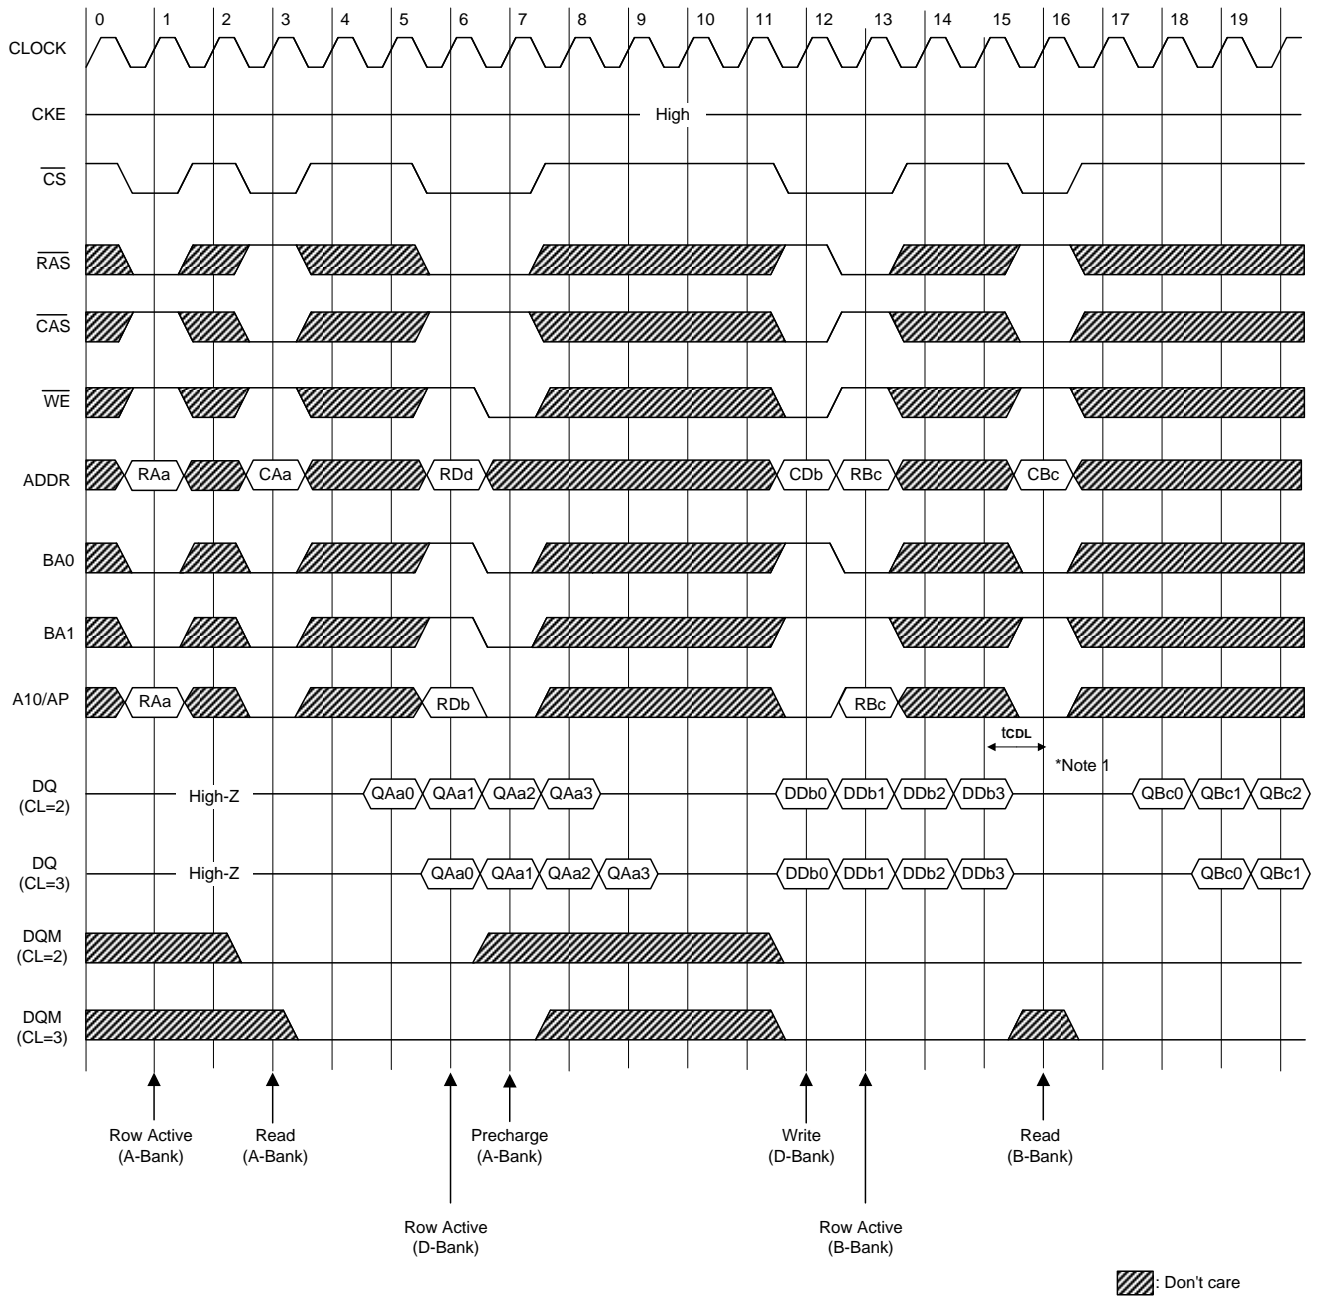 0 1 2 3 4 5 6 7 8 9 10 11 12 13 14 15 16 17 18 19
CLOCK
CKE High
CS
RAS
CAS
WE
ADDR RAa CAa RDd CDb RBc CBc
BA0
BA1
A10/AP RAa RDb RBc
tCDL
*Note 1
DQ
(CL=2) High-Z QAa0 QAa1 QAa2 QAa3 DDb0 DDb1 DDb2 DDb3 QBc0 QBc1 QBc2
DQ
(CL=3) High-Z QAa0 QAa1 QAa2 QAa3 DDb0 DDb1 DDb2 DDb3 QBc0 QBc1
DQM
(CL=2)
DQM
(CL=3)
Row Active
(A-Bank)
Read
(A-Bank)
Precharge
(A-Bank)
Write
(D-Bank)
Read
(B-Bank)
Row Active
(D-Bank)
Row Active
(B-Bank)
: Don't care